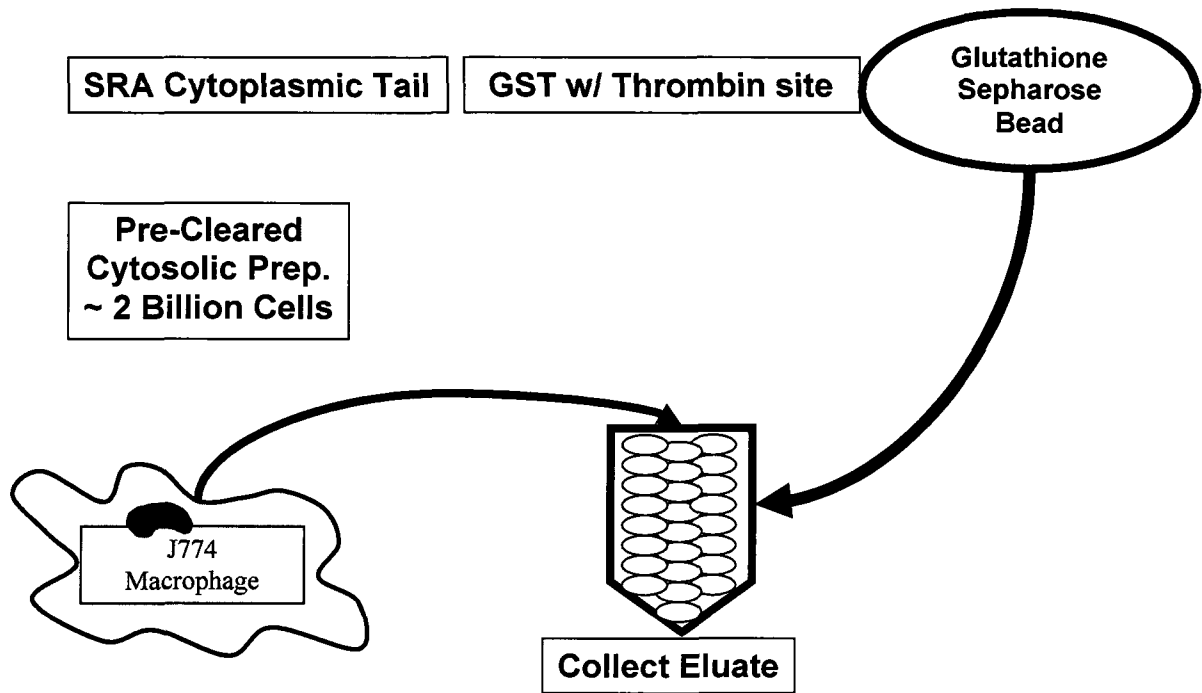 SRA Cytoplasmic Tail
GST w/ Thrombin site
Glutathione
Sepharose
Bead
Pre-Cleared
Cytosolic Prep.
~ 2 Billion Cells
J774
Macrophage
Collect Eluate